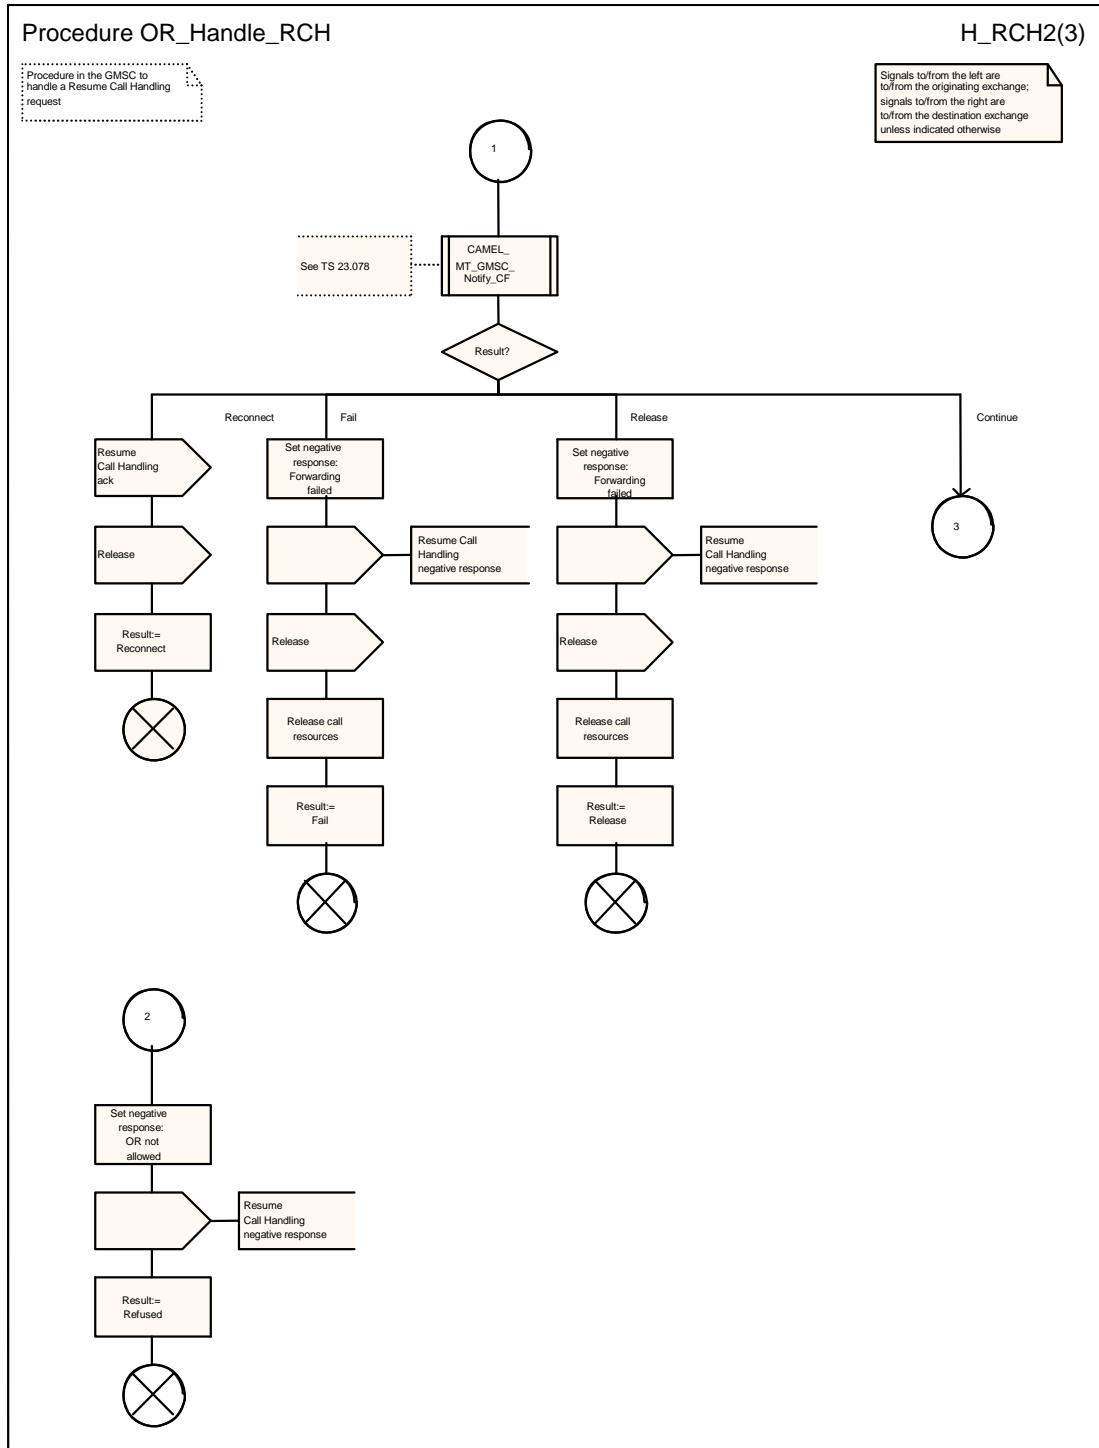 Procedure OR_Handle_RCH
H_RCH2(3)
Procedure in the GMSC to
handle a Resume Call Handling
request
Signals to/from the left are
to/from the originating exchange;
signals to/from the right are
to/from the destination exchange
unless indicated otherwise
1
See TS 23.078
CAMEL_
MT_GMSC_
Notify_CF
Result?
Reconnect
Fail
Release
Continue
Resume
Call Handling
ack
Release
Result:=
Reconnect
Set negative
response:
Forwarding
failed
Resume Call
Handling
negative response
Release
Release call
resources
Result:=
Fail
Set negative
response:
Forwarding
failed
Resume
Call Handling
negative response
Release
Release call
resources
Result:=
Release
3
2
Set negative
response:
OR not
allowed
Resume
Call Handling
negative response
Result:=
Refused